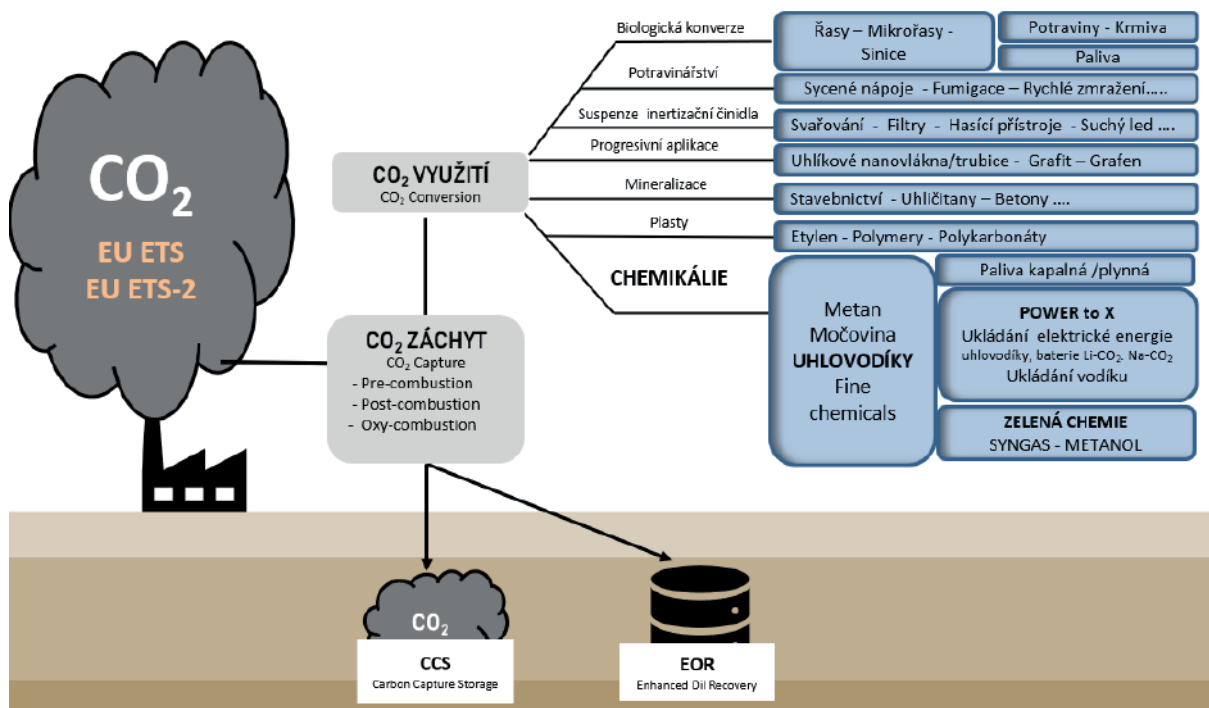 CO₂
EU ETS
EU ETS-2
CO₂ VYUŽITÍ
CO₂ Conversion
CO₂ ZÁCHYT
CO₂ Capture
- Pre-combustion
- Post-combustion
- Oxy-combustion
Biologická konverze
Řasy – Mikrořasy -
Sinice
Potraviny - Krmiva
Paliva
Potravinářství
Sycené nápoje - Fumigace – Rychlé zmražení.....
Suspenze inertizační činidla
Svařování - Filtry - Hasící přístroje - Suchý led ....
Progresivní aplikace
Uhlíkové nanovlákna/trubice - Grafit – Grafen
Mineralizace
Stavebnictví - Uhličitany – Betony ....
Plasty
Etylen - Polymery - Polykarbonáty
CHEMIKÁLIE
Metan
Močovina
UHLOVODÍKY
Fine
chemicals
Paliva kapalná /plynná
POWER to X
Ukládání elektrické energie
uhlovodíky, baterie Li-CO₂. Na-CO₂
Ukládání vodíku
ZELENÁ CHEMIE
SYNGAS - METANOL
CO₂
CCS
Carbon Capture Storage
EOR
Enhanced Dil Recovery